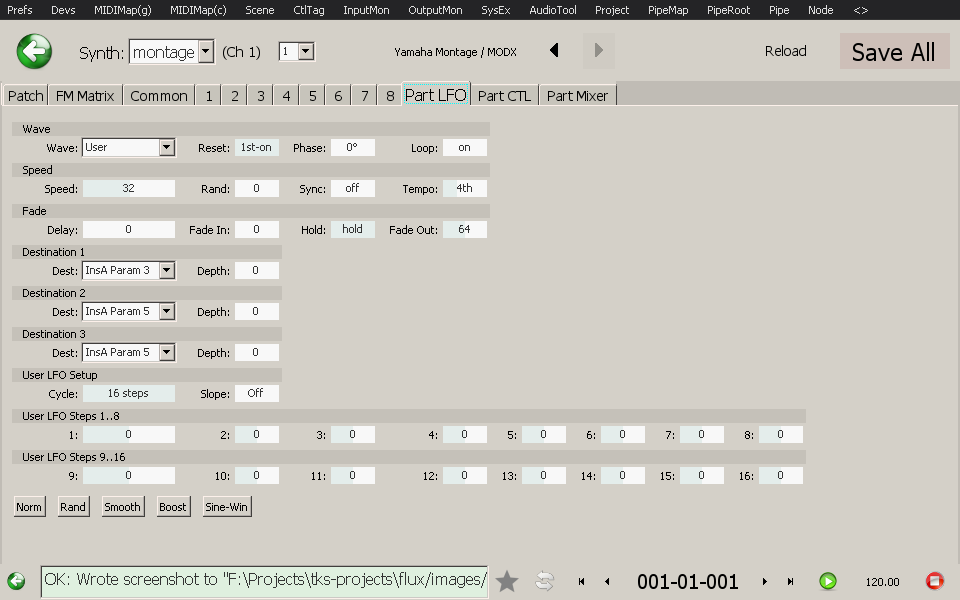 Prefs Devs MIDIMap(g) MIDIMap(c) Scene CtlTag InputMon OutputMon SysEx AudioTool Project PipeMap PipeRoot Pipe Node <>
Synth: montage (Ch 1) 1 Yamaha Montage / MODX Reload Save All
Patch FM Matrix Common 1 2 3 4 5 6 7 8 Part LFO Part CTL Part Mixer
Wave
Wave: User Reset: 1st-on Phase: 0° Loop: on
Speed
Speed: 32 Rand: 0 Sync: off Tempo: 4th
Fade
Delay: 0 Fade In: 0 Hold: hold Fade Out: 64
Destination 1
Dest: InsA Param 3 Depth: 0
Destination 2
Dest: InsA Param 5 Depth: 0
Destination 3
Dest: InsA Param 5 Depth: 0
User LFO Setup
Cycle: 16 steps Slope: Off
User LFO Steps 1..8
1: 0 2: 0 3: 0 4: 0 5: 0 6: 0 7: 0 8: 0
User LFO Steps 9..16
9: 0 10: 0 11: 0 12: 0 13: 0 14: 0 15: 0 16: 0
Norm Rand Smooth Boost Sine-Win
OK: Wrote screenshot to "F:\Projects\tks-projects\flux/images/ 001-01-001 120.00